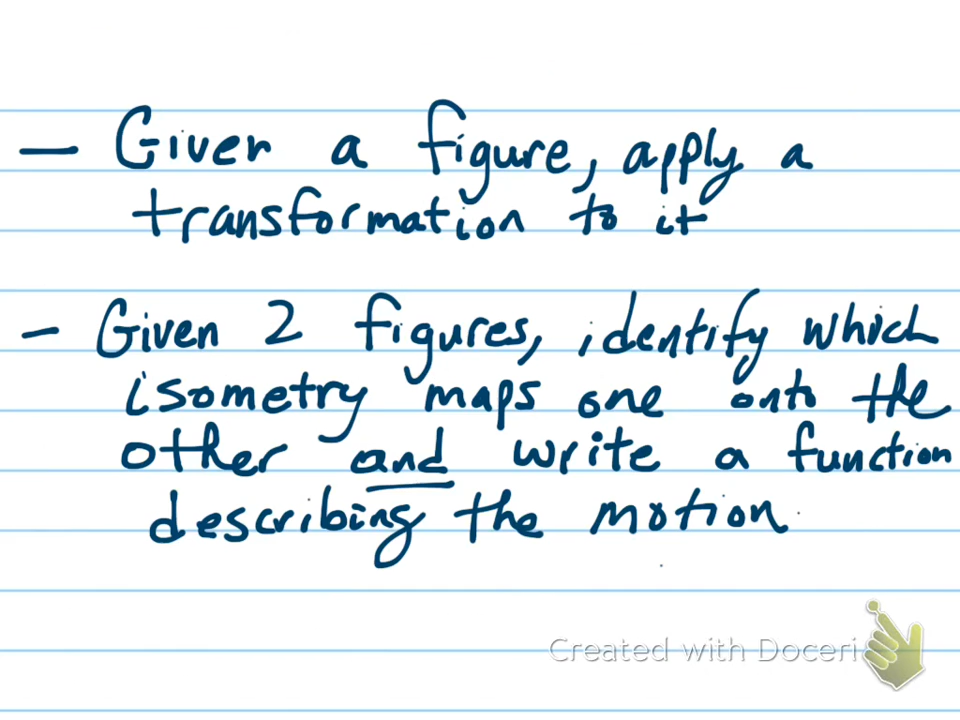 – Given a figure, apply a
transformation to it
– Given 2 figures, identify which
isometry maps one onto the
other and write a function
describing the motion
Created with Doceri